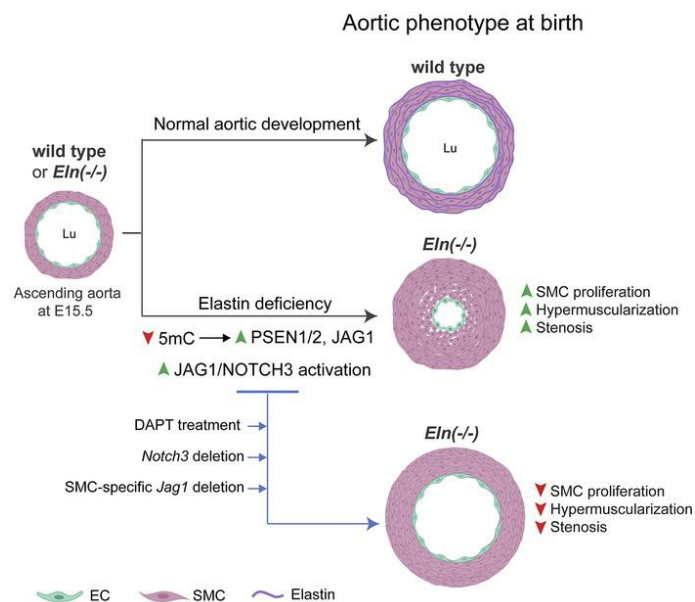 Aortic phenotype at birth
wild type
Normal aortic development
Lu
wild type
or Eln(-/-)
Lu
Ascending aorta
at E15.5
Eln(-/-)
Elastin deficiency
5mC → PSEN1/2, JAG1
JAG1/NOTCH3 activation
SMC proliferation
Hypermuscularization
Stenosis
DAPT treatment
Notch3 deletion
SMC-specific Jag1 deletion
Eln(-/-)
SMC proliferation
Hypermuscularization
Stenosis
EC SMC Elastin